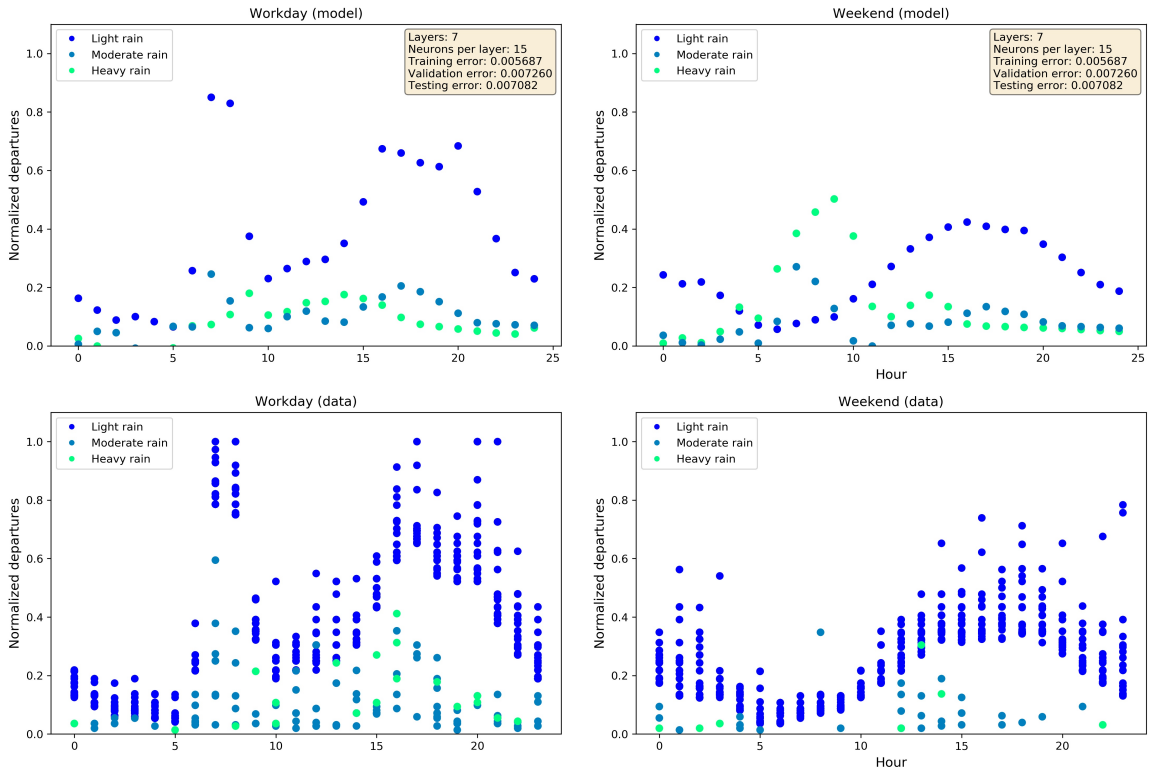 Workday (model)
Light rain
Moderate rain
Heavy rain
Layers: 7
Neurons per layer: 15
Training error: 0.005687
Validation error: 0.007260
Testing error: 0.007082
Normalized departures
1.0
0.8
0.6
0.4
0.2
0.0
0 5 10 15 20 25
Weekend (model)
Light rain
Moderate rain
Heavy rain
Layers: 7
Neurons per layer: 15
Training error: 0.005687
Validation error: 0.007260
Testing error: 0.007082
Normalized departures
1.0
0.8
0.6
0.4
0.2
0.0
0 5 10 15 20 25
Hour
Workday (data)
Light rain
Moderate rain
Heavy rain
Normalized departures
1.0
0.8
0.6
0.4
0.2
0.0
0 5 10 15 20
Weekend (data)
Light rain
Moderate rain
Heavy rain
Normalized departures
1.0
0.8
0.6
0.4
0.2
0.0
0 5 10 15 20
Hour